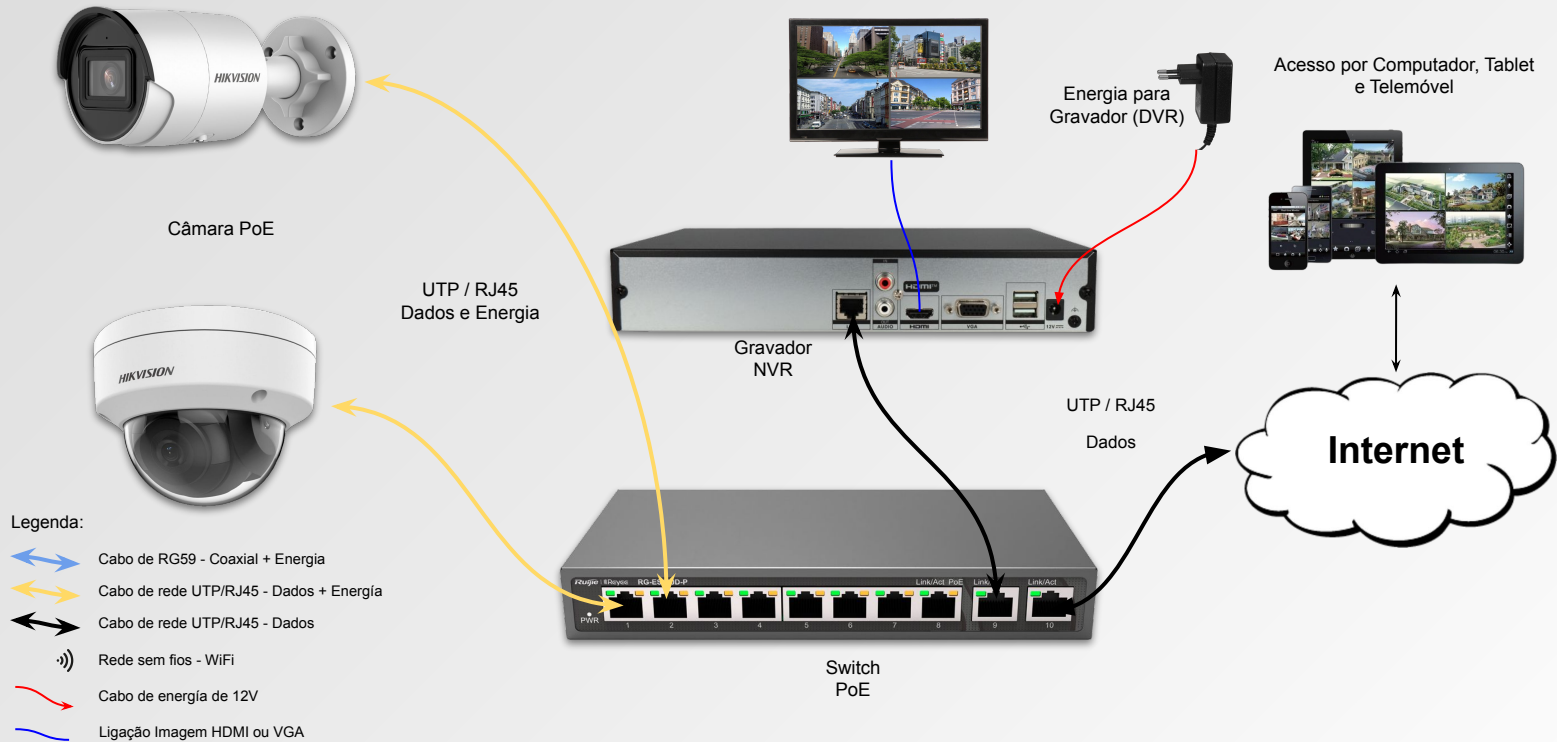 HIKVISION
Câmara PoE
UTP / RJ45
Dados e Energia
HIKVISION
Energia para
Gravador (DVR)
Acesso por Computador, Tablet
e Telemóvel
HDMI
AUDIO
HDMI
VGA
12V
Gravador
NVR
UTP / RJ45
Dados
Internet
Ruijie Reyee
Link/Act PoE
Link/Act
PWR
1 2 3 4 5 6 7 8 9 10
Switch
PoE
Legenda:
Cabo de RG59 - Coaxial + Energia
Cabo de rede UTP/RJ45 - Dados + Energía
Cabo de rede UTP/RJ45 - Dados
Rede sem fios - WiFi
Cabo de energía de 12V
Ligação Imagem HDMI ou VGA